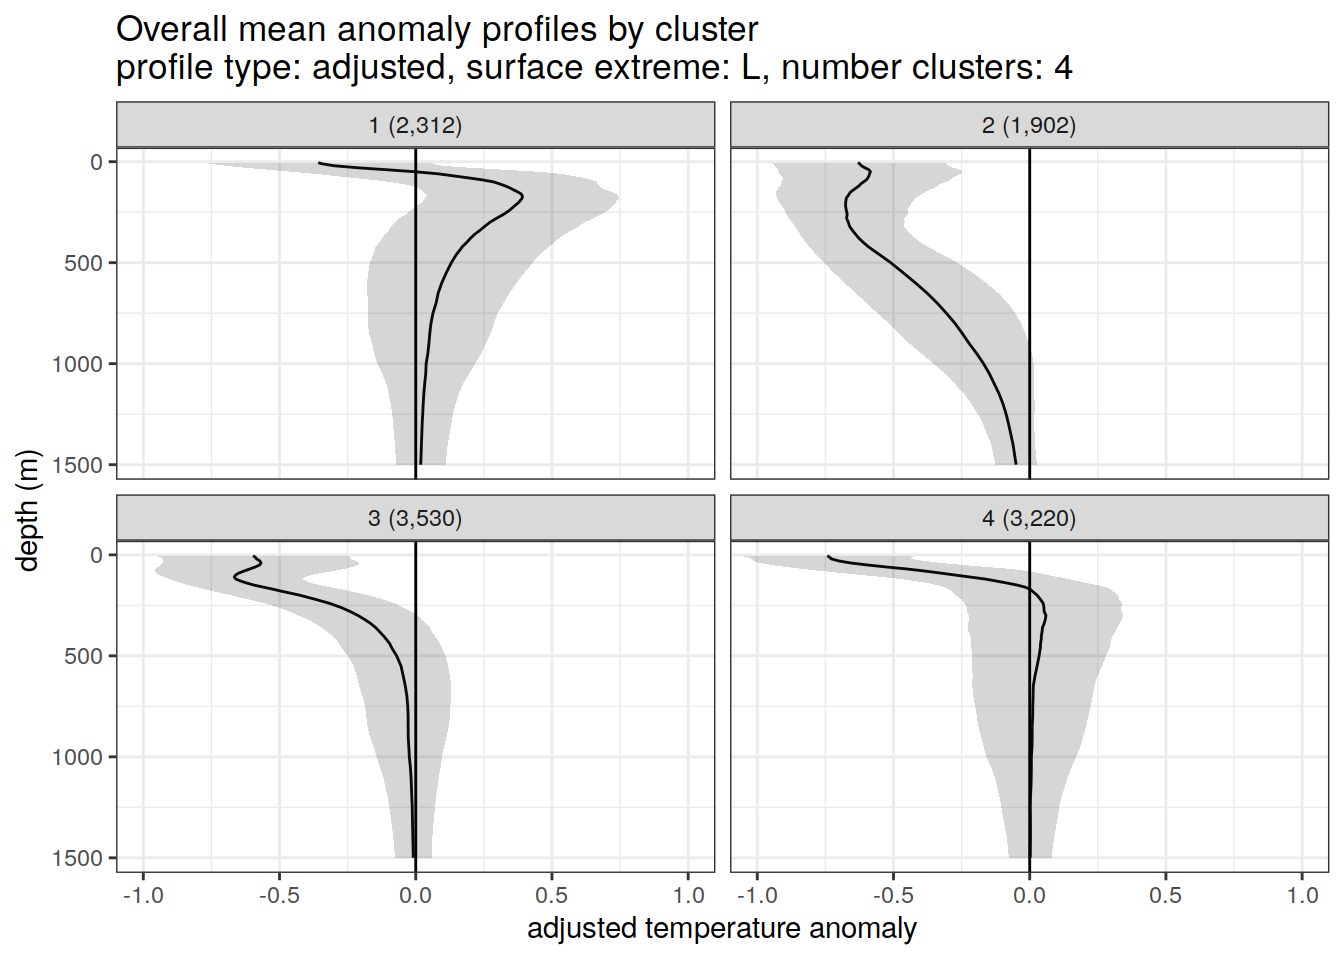 Overall mean anomaly profiles by cluster
profile type: adjusted, surface extreme: L, number clusters: 4
1 (2,312)
2 (1,902)
0
500
1000
1500
3 (3,530)
4 (3,220)
0
500
1000
1500
-1.0 -0.5 0.0 0.5 1.0
-1.0 -0.5 0.0 0.5 1.0
adjusted temperature anomaly
depth (m)